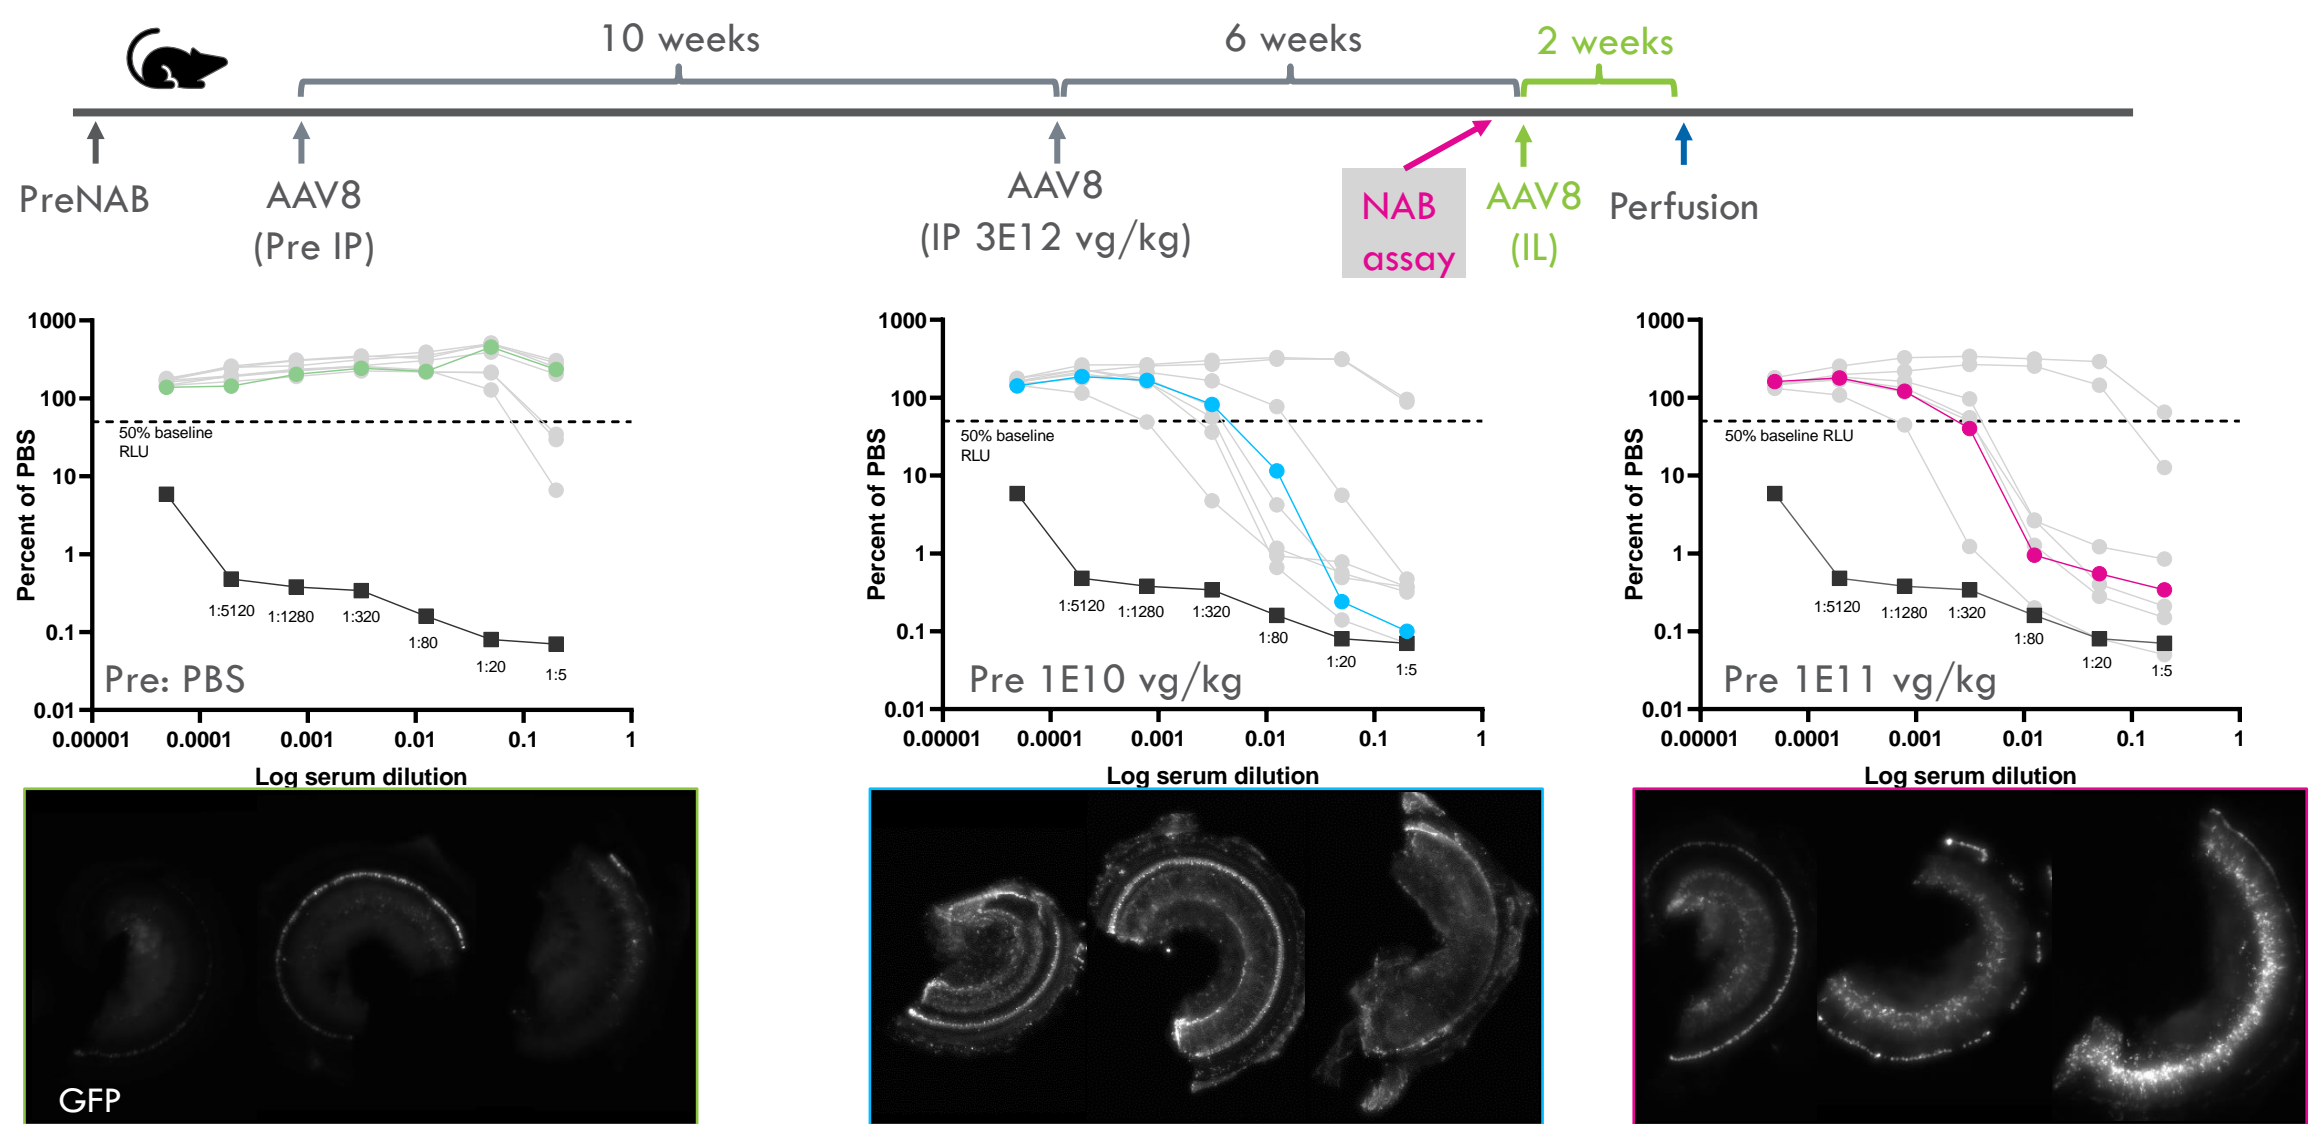 10 weeks
6 weeks
2 weeks
PreNAB
AAV8
(Pre IP)
AAV8
(IP 3E12 vg/kg)
NAB
assay
AAV8
(IL)
Perfusion
Percent of PBS
1000
100
10
1
0.1
0.01
50% baseline
RLU
1:5120
1:1280
1:320
1:80
1:20
1:5
Pre: PBS
0.00001
0.0001
0.001
0.01
0.1
1
Log serum dilution
Percent of PBS
1000
100
10
1
0.1
0.01
50% baseline
RLU
1:5120
1:1280
1:320
1:80
1:20
1:5
Pre 1E10 vg/kg
0.00001
0.0001
0.001
0.01
0.1
1
Log serum dilution
Percent of PBS
1000
100
10
1
0.1
0.01
50% baseline RLU
1:5120
1:1280
1:320
1:80
1:20
1:5
Pre 1E11 vg/kg
0.00001
0.0001
0.001
0.01
0.1
1
Log serum dilution
GFP